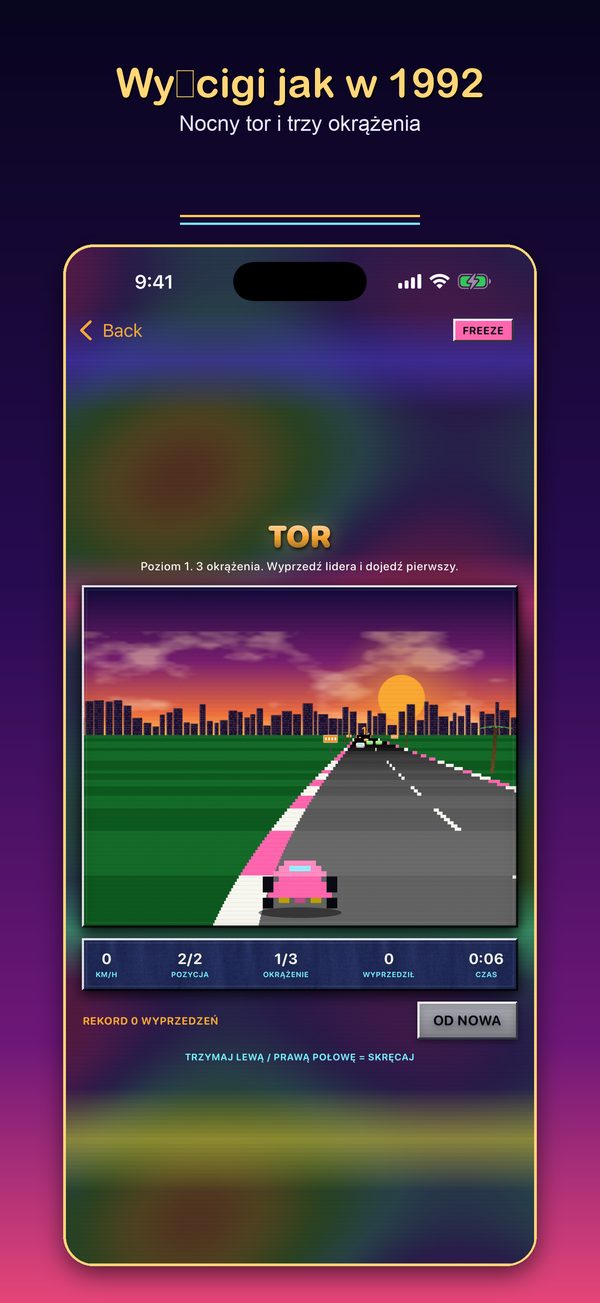 Wy□cigi jak w 1992
Nocny tor i trzy okrążenia
9:41
Back
FREEZE
TOR
Poziom 1. 3 okrążenia. Wyprzedź lidera i dojedź pierwszy.
0 2/2 1/3 0 0:06
KM/H POZYCJA OKRĄŻENIE WYPRZEDZIŁ CZAS
REKORD 0 WYPRZEDZEŃ
OD NOWA
TRZYMAJ LEWĄ / PRAWĄ POŁOWĘ = SKRĘCAJ